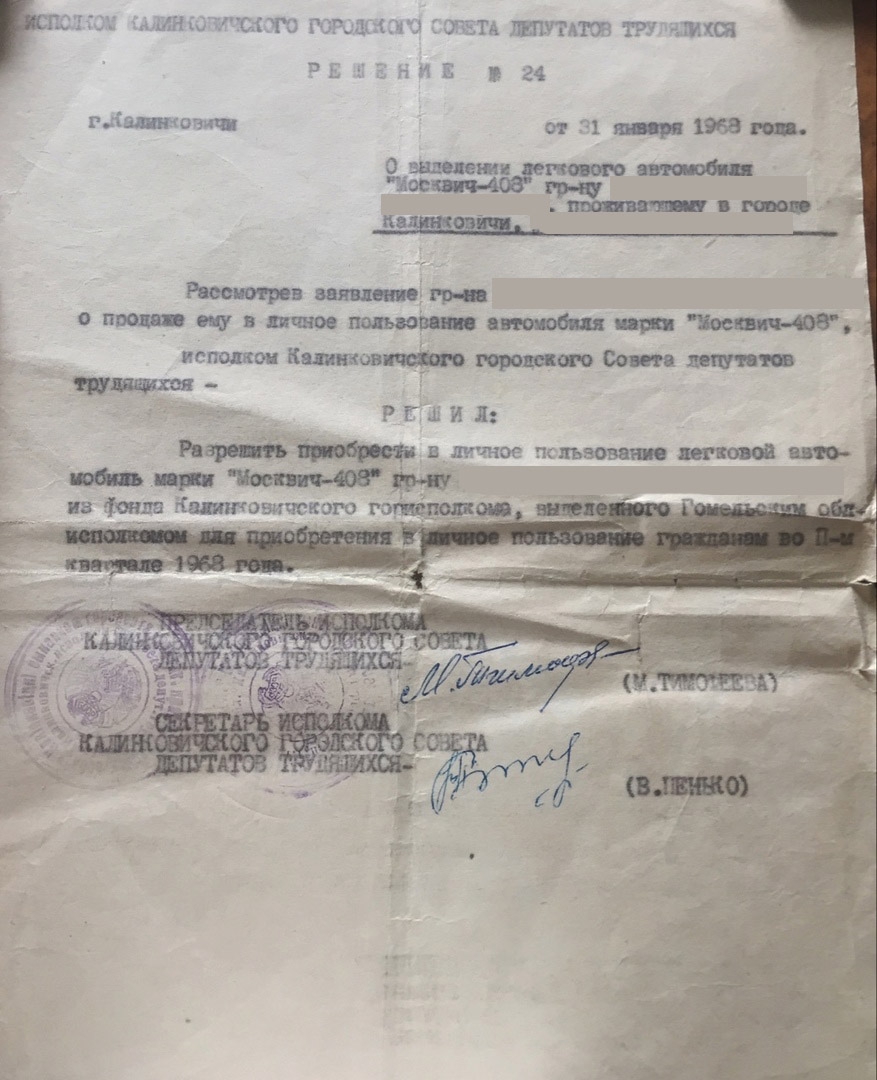 ИСПОЛКОМ КАЛИНКОВИЧСКОГО ГОРОДСКОГО СОВЕТА ДЕПУТАТОВ ТРУДЯЩИХСЯ
Р Е Ш Е Н И Е № 24
г.Калинковичи от 31 января 1968 года.
О выделении легкового автомобиля
"Москвич-408" гр-ну
. проживающему в городе
Калинковичи,
Рассмотрев заявление гр-на
о продаже ему в личное пользование автомобиля марки "Москвич-408",
исполком Калинковичского городского Совета депутатов
трудящихся -
Р Е Ш И Л:
Разрешить приобрести в личное пользование легковой авто-
мобиль марки "Москвич-408" гр-ну
из фонда Калинковичского горисполкома, выделенного Гомельским обл-
исполкомом для приобретения в личное пользование гражданам во П-м
квартале 1968 года.
ПРЕДСЕДАТЕЛЬ ИСПОЛКОМА
КАЛИНКОВИЧСКОГО ГОРОДСКОГО СОВЕТА
ДЕПУТАТОВ ТРУДЯЩИХСЯ-
(М.ТИМОФЕЕВА)
СЕКРЕТАРЬ ИСПОЛКОМА
КАЛИНКОВИЧСКОГО ГОРОДСКОГО СОВЕТА
ДЕПУТАТОВ ТРУДЯЩИХСЯ-
(В.ПЕНЬКО)